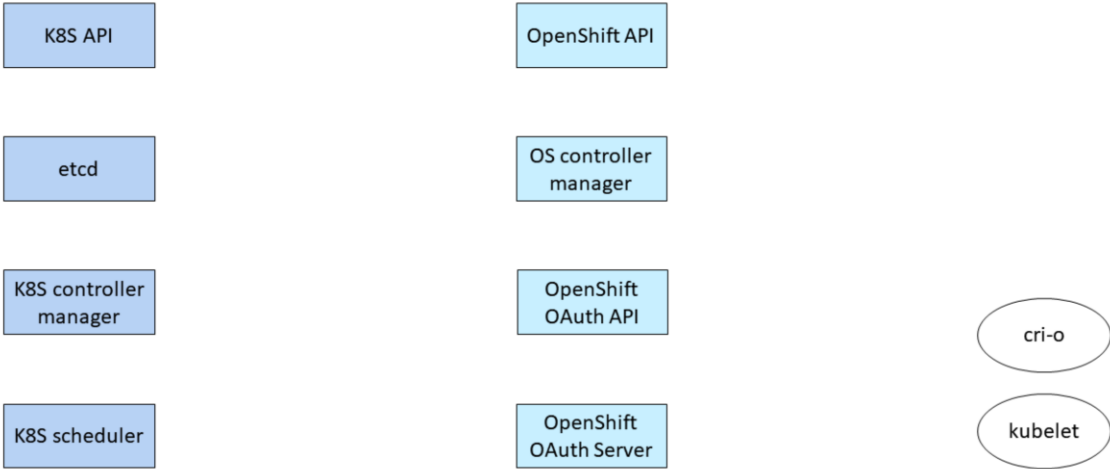 K8S API
etcd
K8S controller
manager
K8S scheduler
OpenShift API
OS controller
manager
OpenShift
OAuth API
OpenShift
OAuth Server
cri-o
kubelet